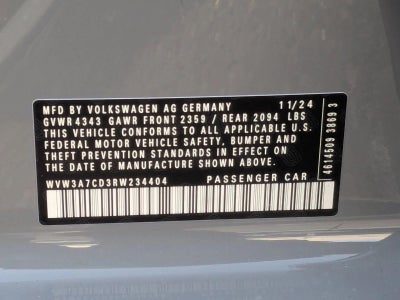 MFD BY VOLKSWAGEN AG GERMANY 11/24
GVWR 4343 GAWR FRONT 2359 / REAR 2094 LBS
THIS VEHICLE CONFORMS TO ALL APPLICABLE U.S.
FEDERAL MOTOR VEHICLE SAFETY, BUMPER AND
THEFT PREVENTION STANDARDS IN EFFECT ON
THE DATE OF MANUFACTURE SHOWN ABOVE.
WVW3A7CD3RW234404 PASSENGER CAR
4614509 3869 3